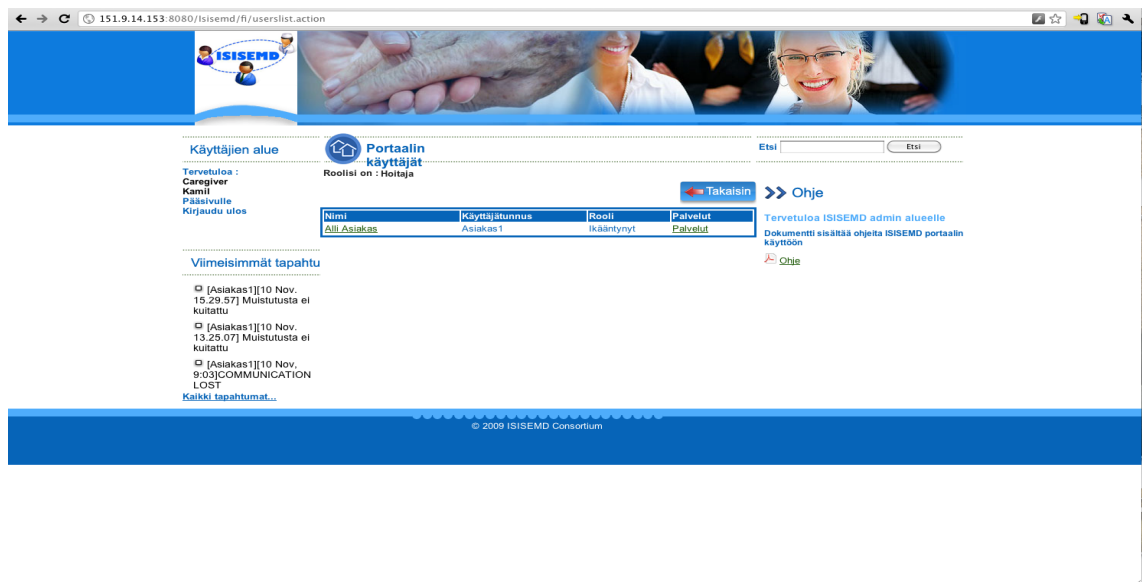 151.9.14.153:8080/Isisemd/fi/userslist.action
ISISEMD
Käyttäjien alue
Tervetuloa :
Caregiver
Kamil
Pääsivulle
Kirjaudu ulos
Viimeisimmät tapahtu
[Asiakas1][10 Nov.
15.29.57] Muistutusta ei
kuitattu
[Asiakas1][10 Nov.
13.25.07] Muistutusta ei
kuitattu
[Asiakas1][10 Nov,
9:03]COMMUNICATION
LOST
Kaikki tapahtumat...
Portaalin
käyttäjät
Roolisi on : Hoitaja
Takaisin
Nimi Käyttäjätunnus Rooli Palvelut
Alli Asiakas Asiakas1 Ikääntynyt Palvelut
Etsi Etsi
Ohje
Tervetuloa ISISEMD admin alueelle
Dokumentti sisältää ohjeita ISISEMD portaalin
käyttöön
Ohje
© 2009 ISISEMD Consortium